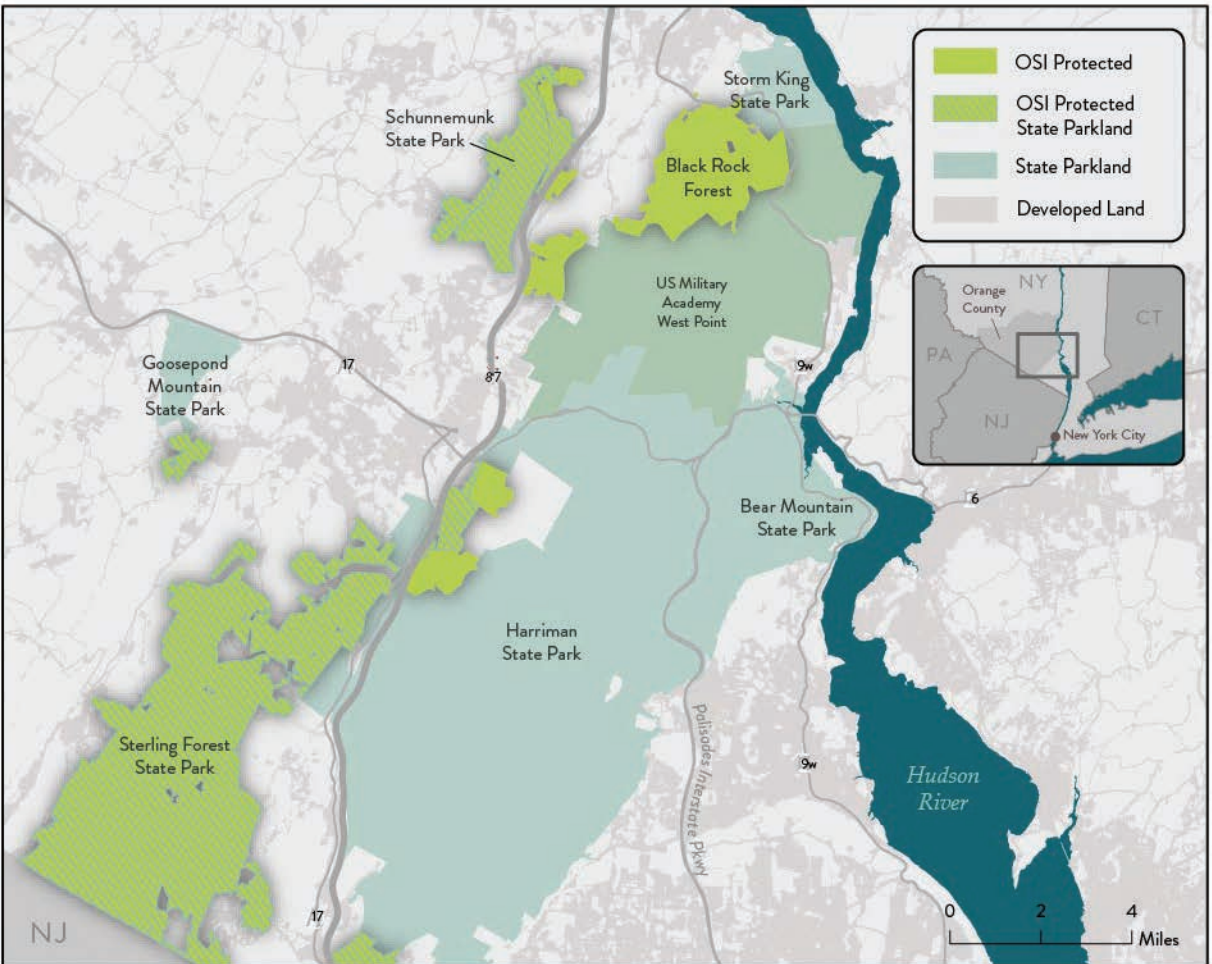 Storm King
State Park
Schunnemunk
State Park
Black Rock
Forest
US Military
Academy
West Point
Goosepond
Mountain
State Park
17
87
9w
6
Bear Mountain
State Park
Harriman
State Park
Sterling Forest
State Park
Palisades Interstate Pkwy
9w
Hudson
River
17
NJ
0 2 4
Miles
OSI Protected
OSI Protected
State Parkland
State Parkland
Developed Land
NY
Orange
County
CT
PA
NJ
New York City